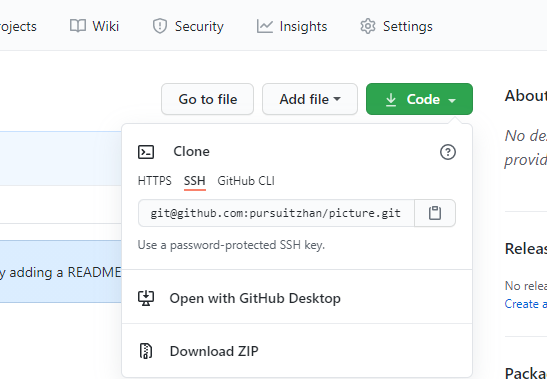 ojects Wiki Security Insights Settings
Go to file Add file Code
About
No de
provid
Clone
HTTPS SSH GitHub CLI
git@github.com:pursuitzhan/picture.git
Use a password-protected SSH key.
y adding a README
Releas
Open with GitHub Desktop
No relea
Create a
Download ZIP
Packa